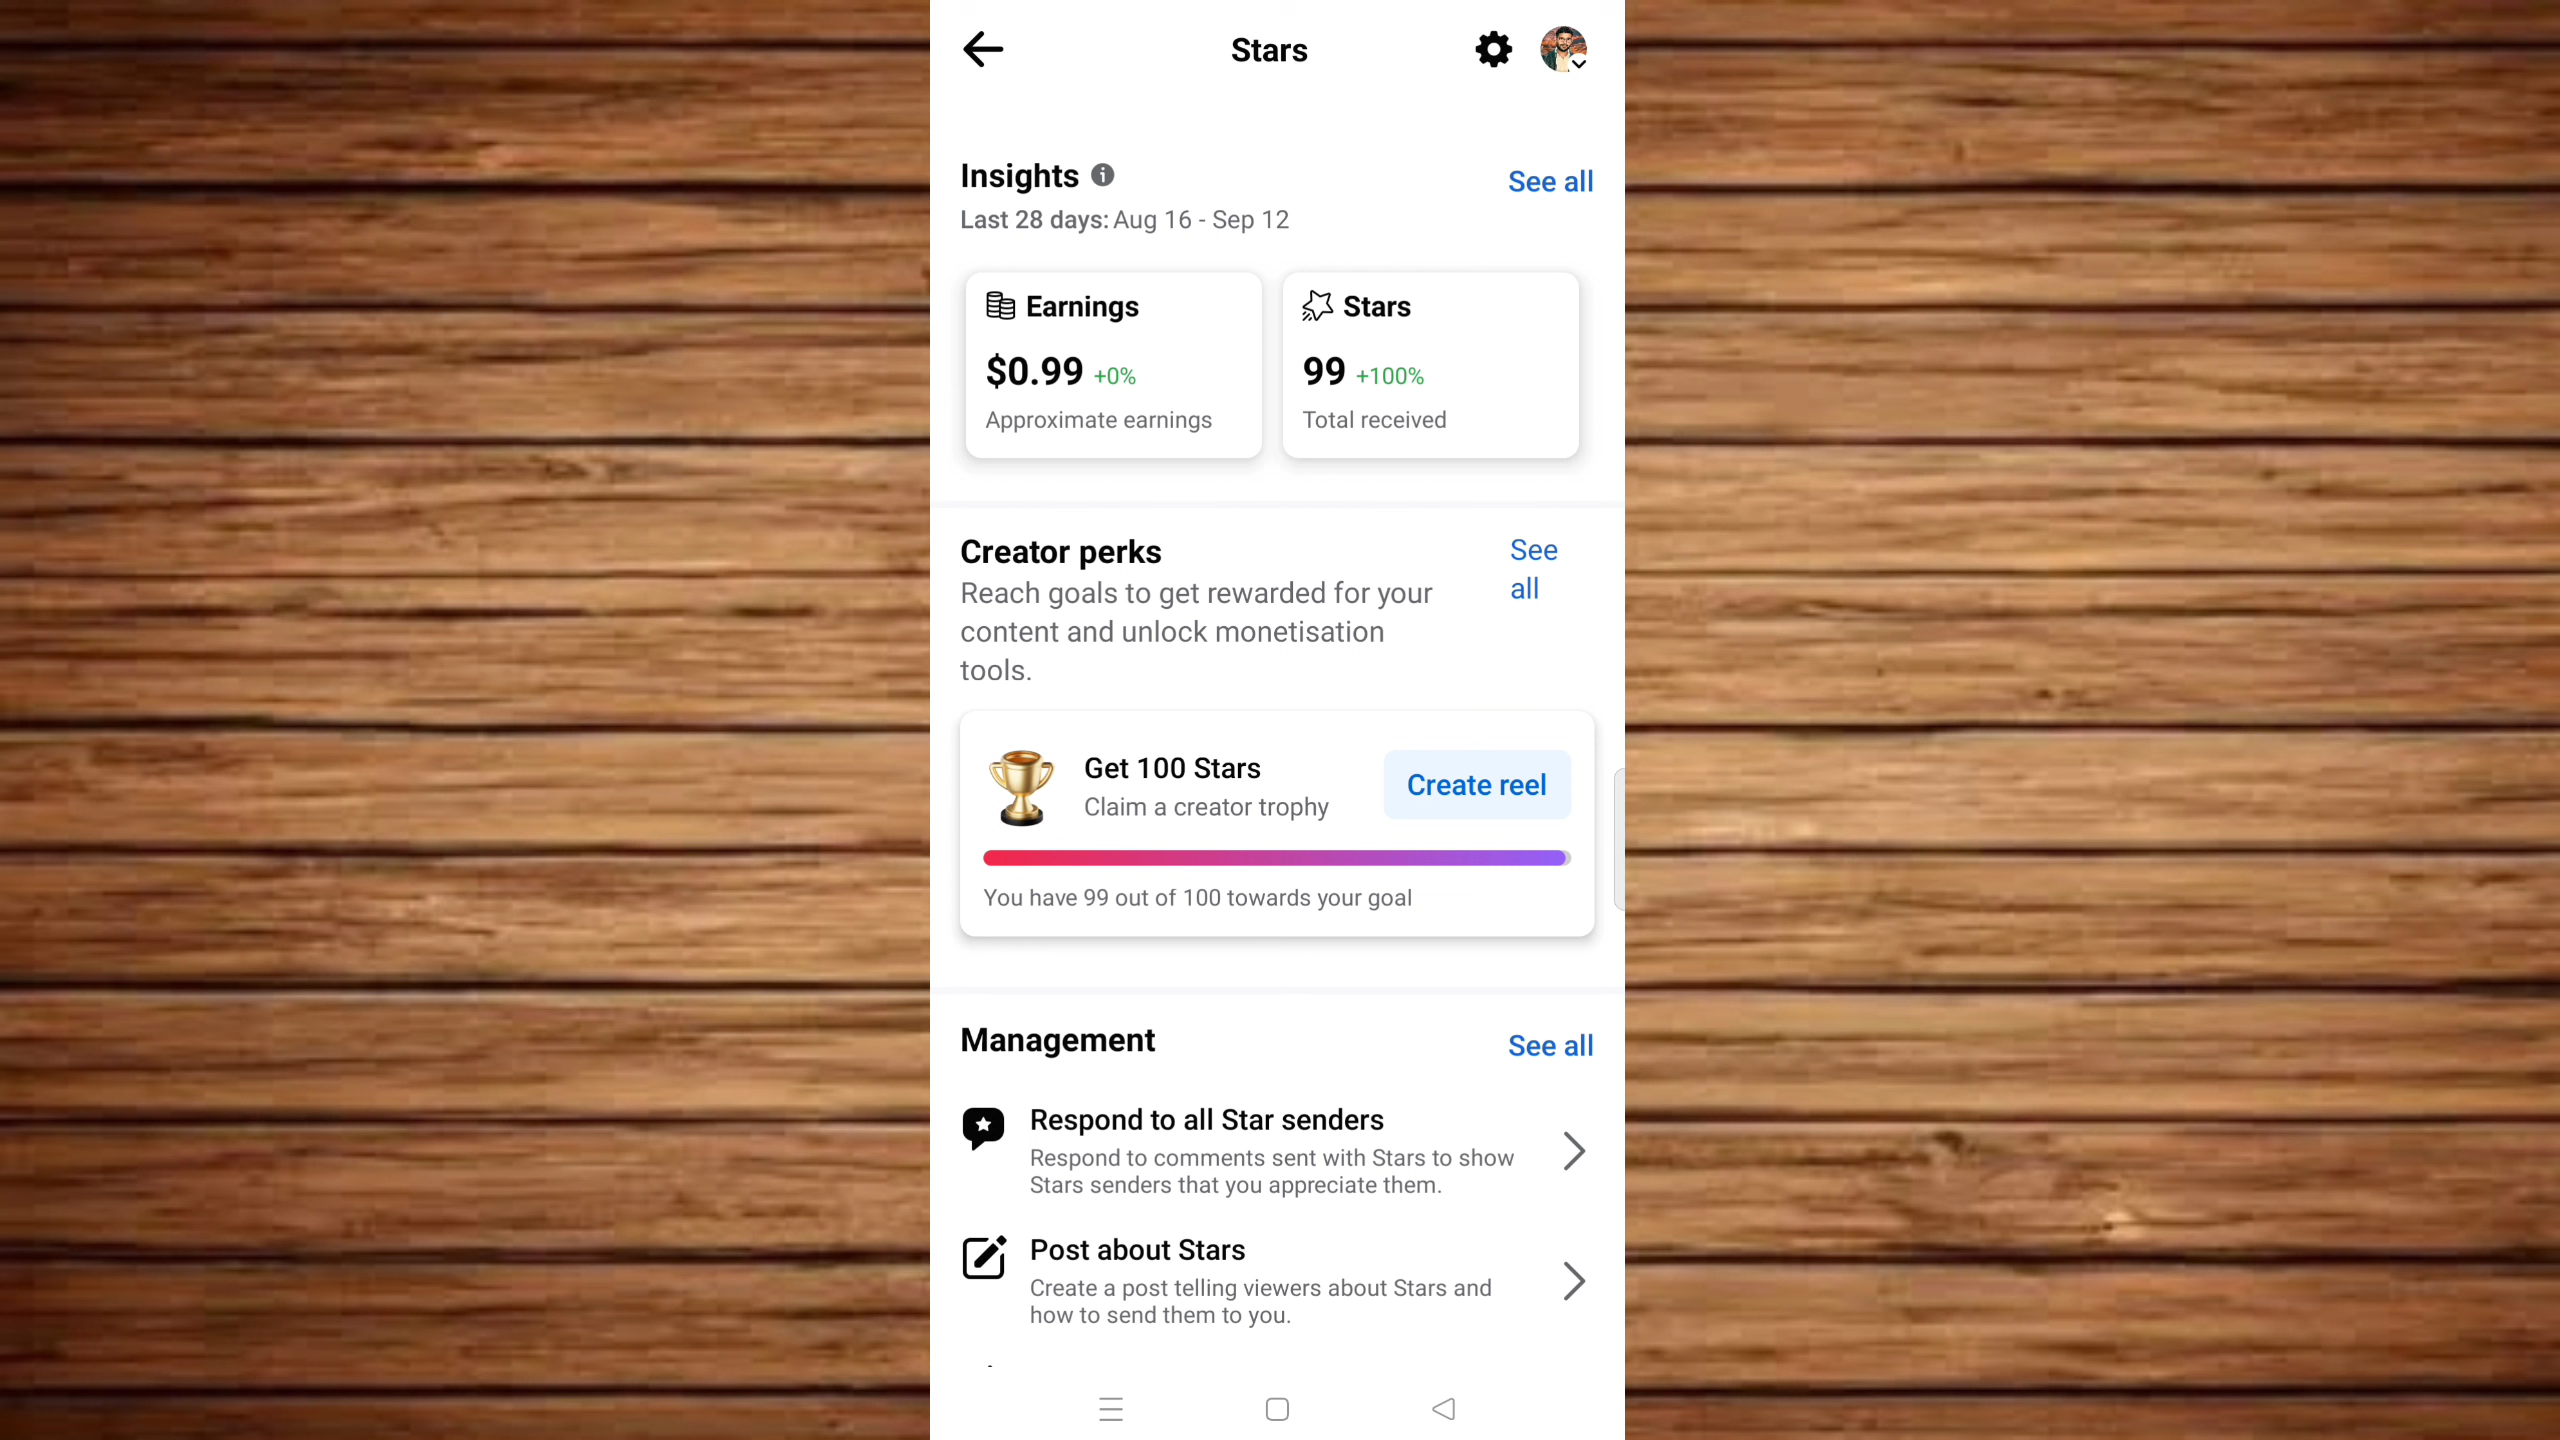 Stars
Insights
See all
Last 28 days: Aug 16 - Sep 12
Earnings
$0.99 +0%
Approximate earnings
Stars
99 +100%
Total received
Creator perks
See
all
Reach goals to get rewarded for your
content and unlock monetisation
tools.
Get 100 Stars
Claim a creator trophy
Create reel
You have 99 out of 100 towards your goal
Management
See all
Respond to all Star senders
Respond to comments sent with Stars to show
Stars senders that you appreciate them.
Post about Stars
Create a post telling viewers about Stars and
how to send them to you.